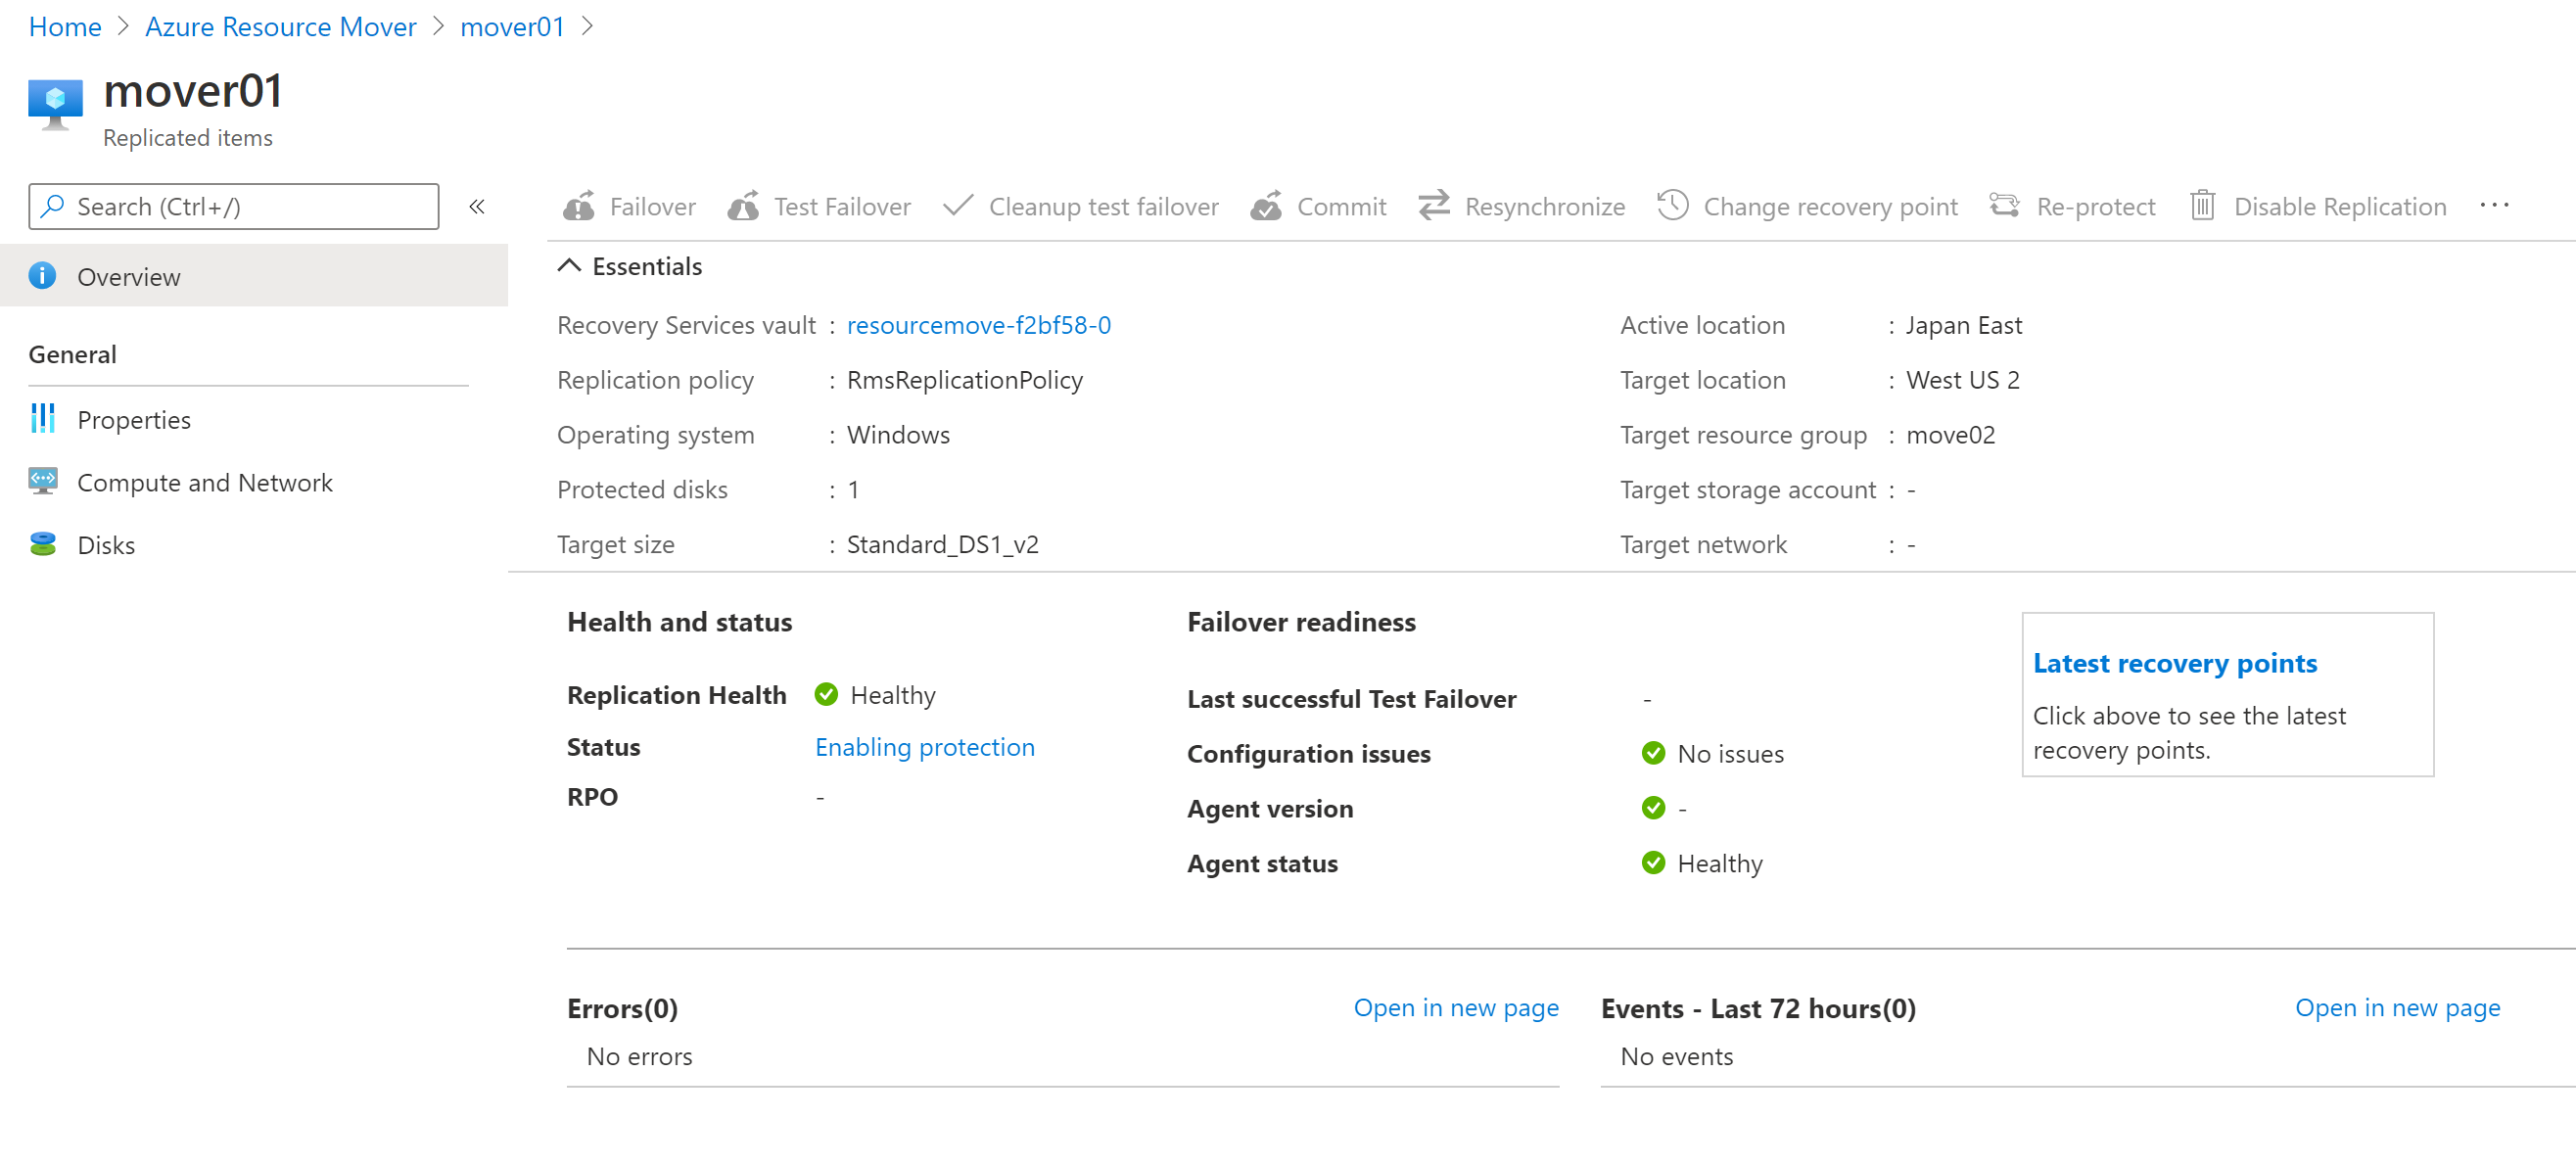 Home > Azure Resource Mover > mover01 >
mover01
Replicated items
Search (Ctrl+/) «
Failover Test Failover Cleanup test failover Commit Resynchronize Change recovery point Re-protect Disable Replication ...
Overview
General
Properties
Compute and Network
Disks
Essentials
Recovery Services vault : resourcemove-f2bf58-0
Replication policy : RmsReplicationPolicy
Operating system : Windows
Protected disks : 1
Target size : Standard_DS1_v2
Active location : Japan East
Target location : West US 2
Target resource group : move02
Target storage account : -
Target network : -
Health and status
Replication Health Healthy
Status Enabling protection
RPO -
Failover readiness
Last successful Test Failover -
Configuration issues No issues
Agent version -
Agent status Healthy
Latest recovery points
Click above to see the latest
recovery points.
Errors(0) Open in new page
No errors
Events - Last 72 hours(0) Open in new page
No events